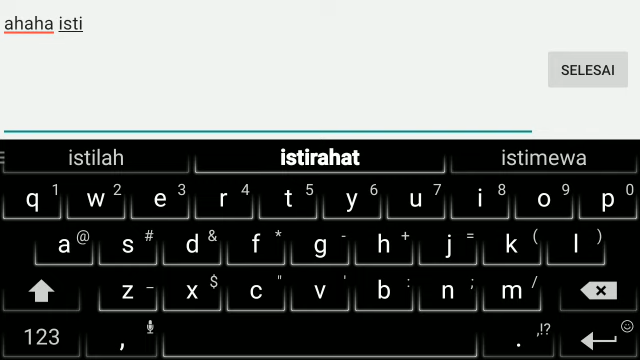 ahaha isti
SELESAI
istilah istirahat istimewa
q 1 w 2 e 3 r 4 t 5 y 6 u 7 i 8 o 9 p 0
a @ s # d & f * g - h + j = k ( l )
z _ x $ c " v ' b : n ; m /
123 , . ,!?